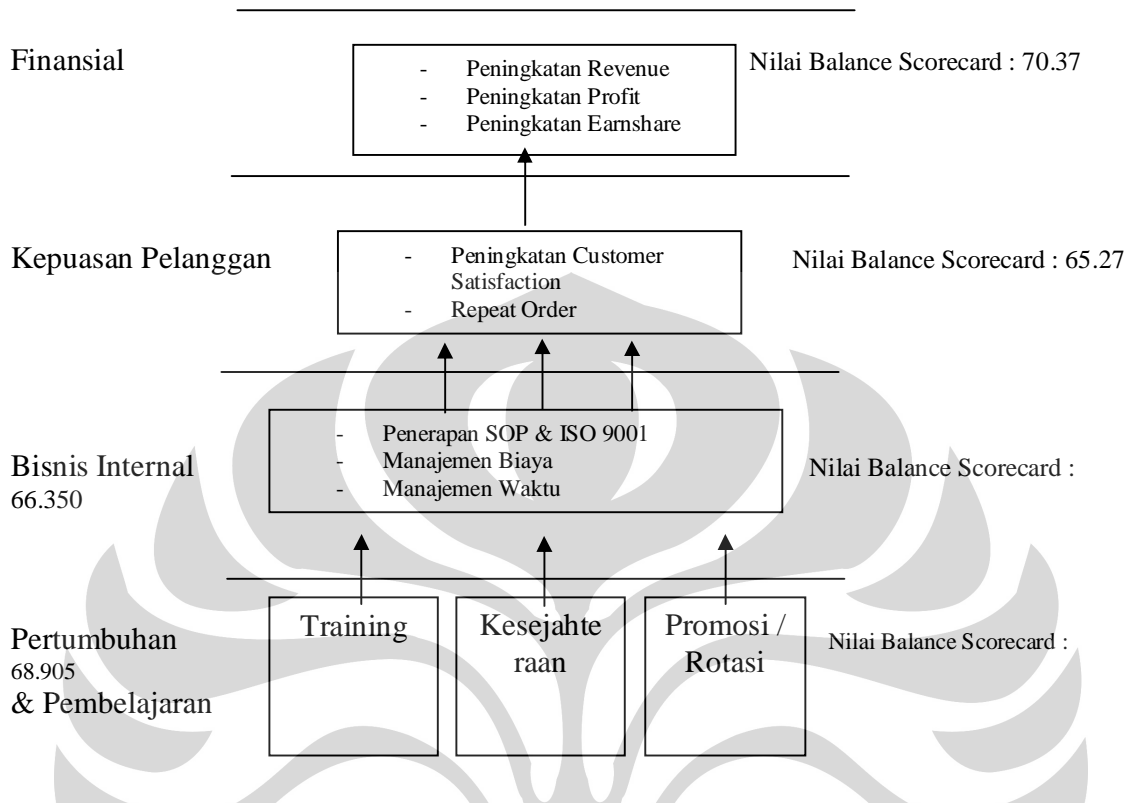 Finansial
- Peningkatan Revenue
- Peningkatan Profit
- Peningkatan Earnshare
Nilai Balance Scorecard : 70.37
Kepuasan Pelanggan
- Peningkatan Customer
Satisfaction
- Repeat Order
Nilai Balance Scorecard : 65.27
Bisnis Internal
66.350
- Penerapan SOP & ISO 9001
- Manajemen Biaya
- Manajemen Waktu
Nilai Balance Scorecard :
Pertumbuhan
68.905
& Pembelajaran
Training
Kesejahte
raan
Promosi /
Rotasi
Nilai Balance Scorecard :